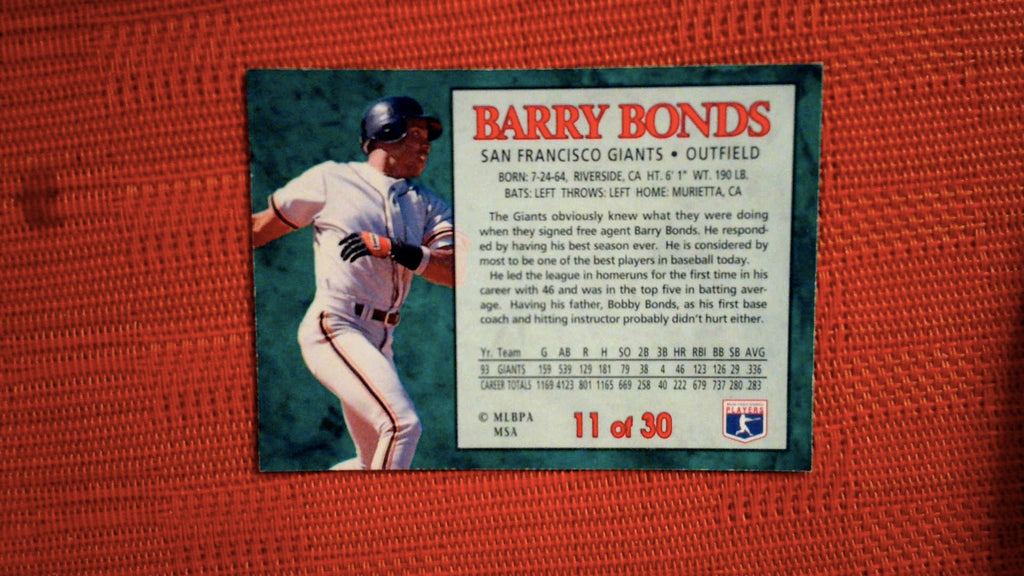 BARRY BONDS
SAN FRANCISCO GIANTS • OUTFIELD
BORN: 7-24-64, RIVERSIDE, CA HT. 6' 1" WT. 190 LB.
BATS: LEFT THROWS: LEFT HOME: MURIETTA, CA
The Giants obviously knew what they were doing
when they signed free agent Barry Bonds. He respond-
ed by having his best season ever. He is considered by
most to be one of the best players in baseball today.
He led the league in homeruns for the first time in his
career with 46 and was in the top five in batting aver-
age. Having his father, Bobby Bonds, as his first base
coach and hitting instructor probably didn't hurt either.
Yr. Team G AB R H SO 2B 3B HR RBI BB SB AVG
93 GIANTS 159 539 129 181 79 38 4 46 123 126 29 .336
CAREER TOTALS 1169 4123 801 1165 669 258 40 222 679 737 280 .283
© MLBPA
MSA
11 of 30
PLAYERS